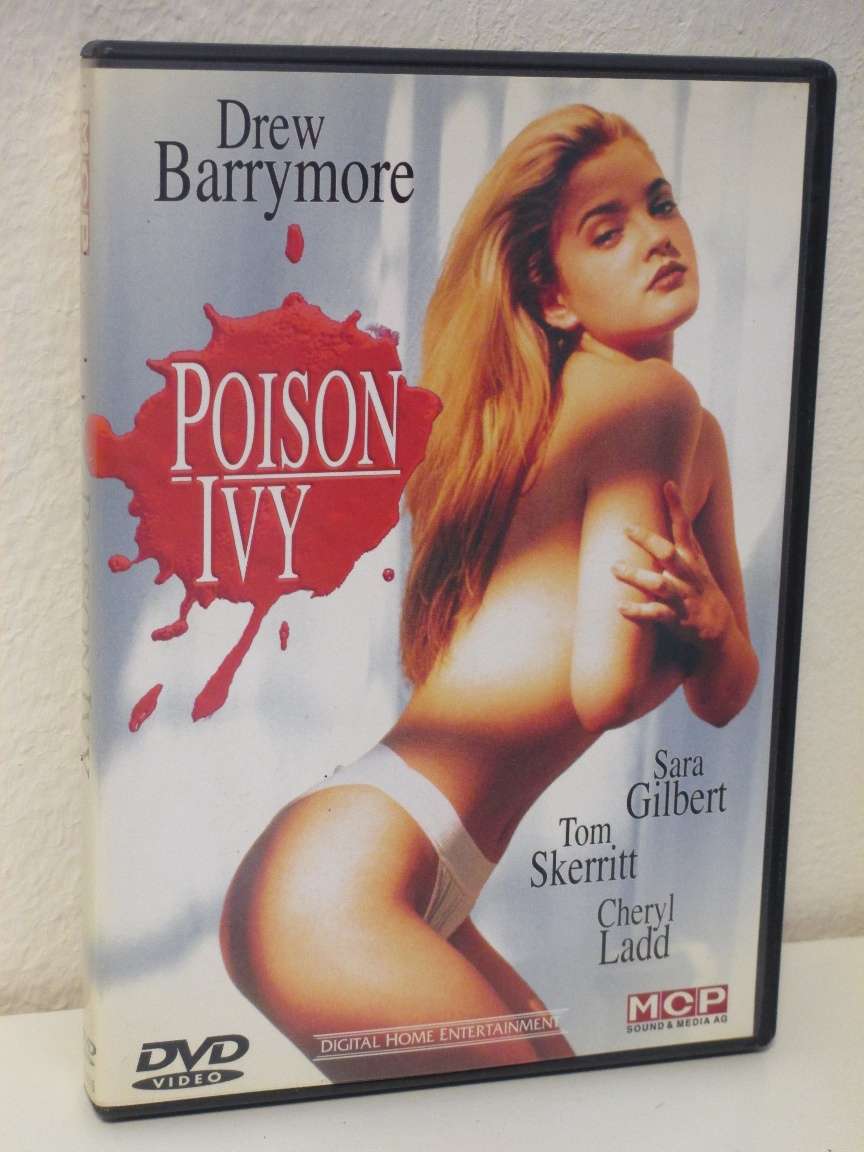 Drew
Barrymore
POISON
IVY
Sara
Gilbert
Tom
Skerritt
Cheryl
Ladd
DIGITAL HOME ENTERTAINMENT
MCP
SOUND & MEDIA AG
DVD
VIDEO
MCP